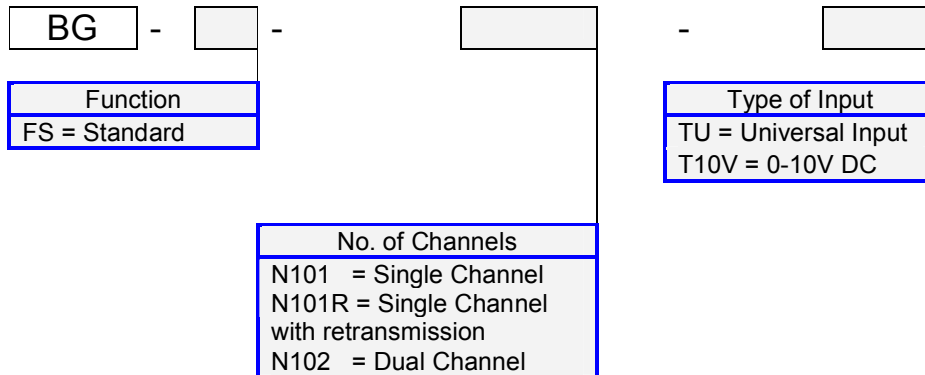 BG - - -
Function
FS = Standard
Type of Input
TU = Universal Input
T10V = 0-10V DC
No. of Channels
N101 = Single Channel
N101R = Single Channel
with retransmission
N102 = Dual Channel